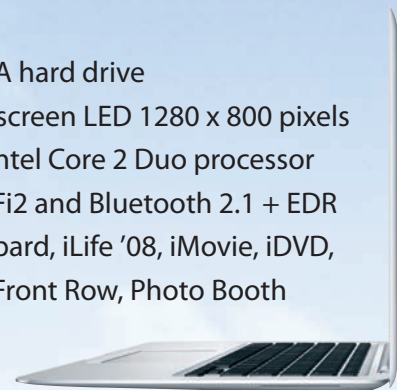 A hard drive
screen LED 1280 x 800 pixels
ntel Core 2 Duo processor
Fi2 and Bluetooth 2.1 + EDR
oard, iLife '08, iMovie, iDVD,
Front Row, Photo Booth